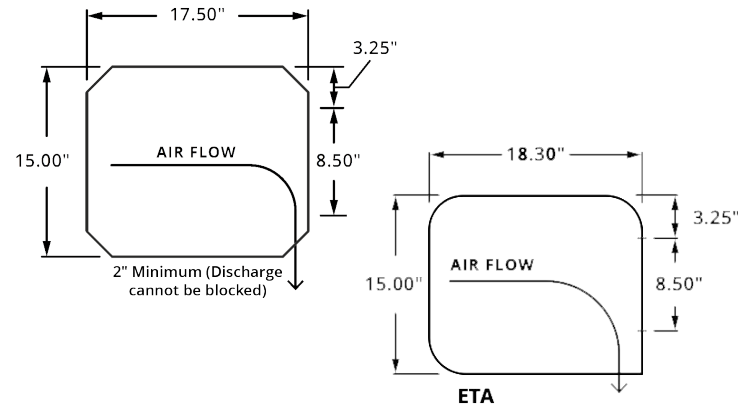 17.50"
3.25"
15.00"
AIR FLOW
8.50"
2" Minimum (Discharge
cannot be blocked)
18.30"
3.25"
AIR FLOW
15.00"
8.50"
ETA